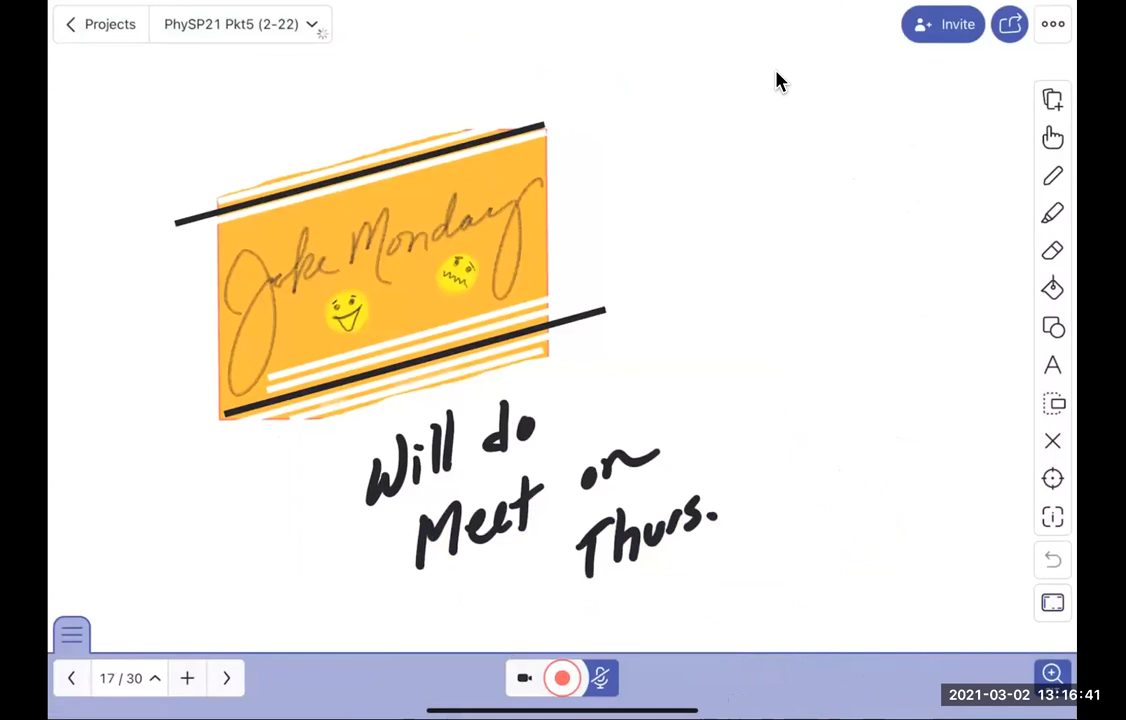 Projects
PhySP21 Pkt5 (2-22)
Invite
Joke Monday
Will do
Meet on
Thurs.
A
17 / 30
2021-03-02 13:16:41